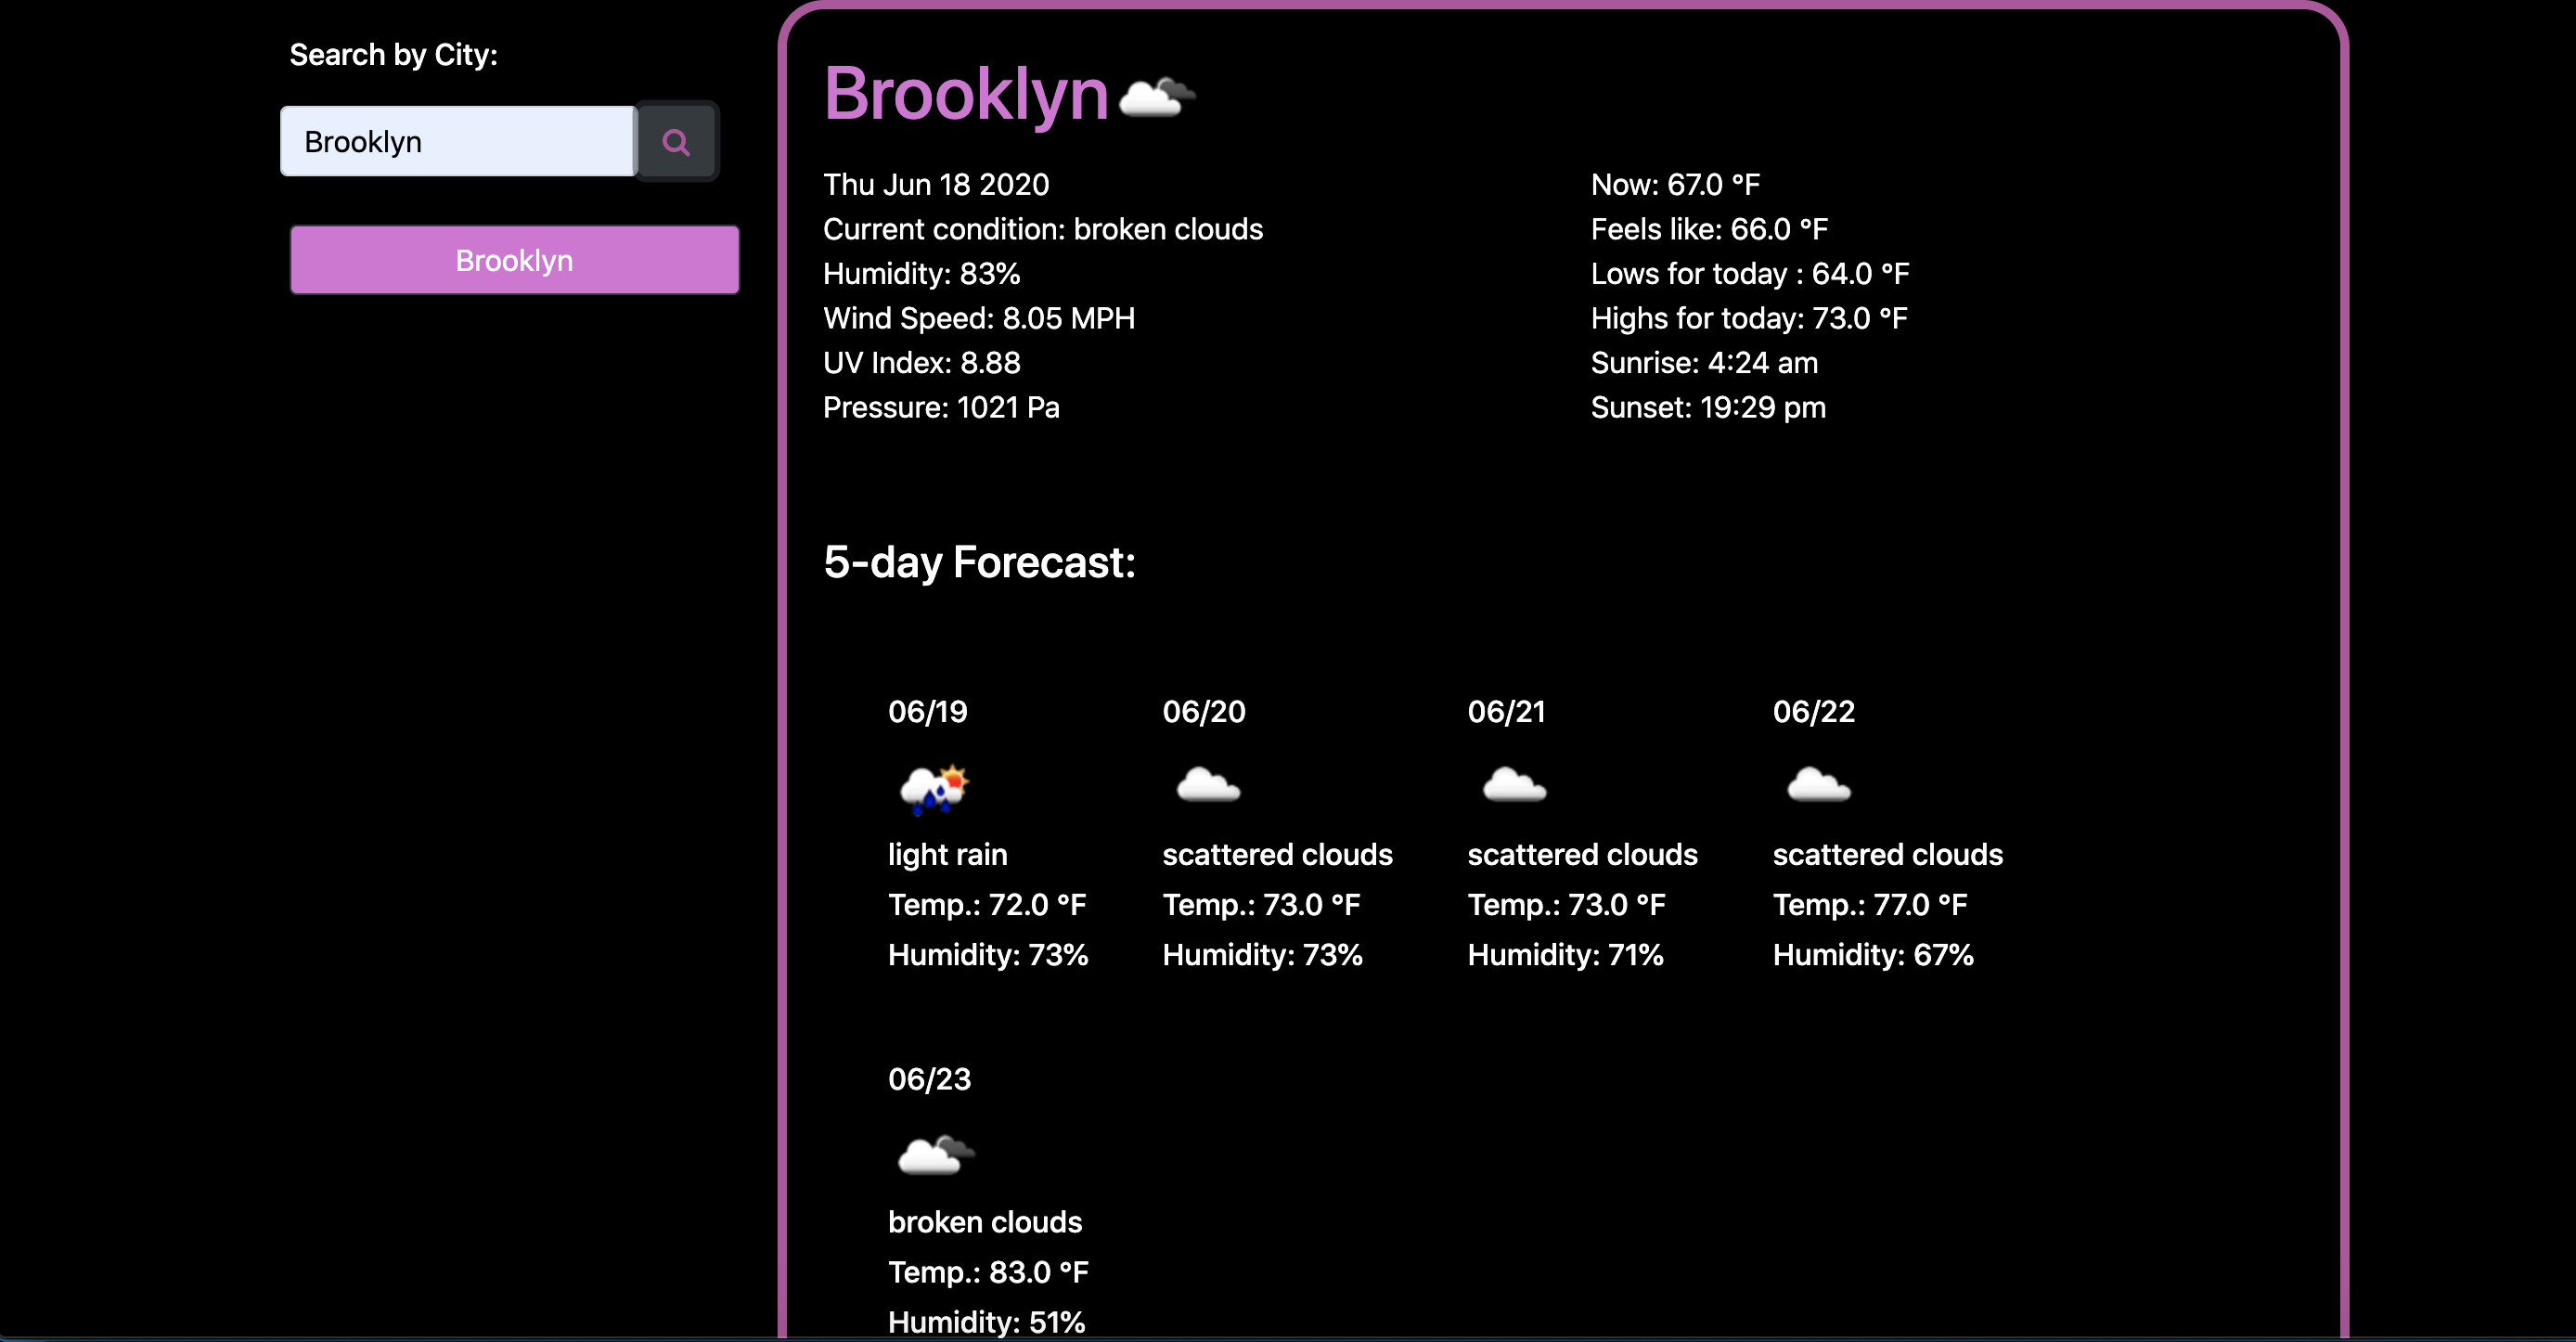 Search by City:
Brooklyn
Brooklyn
Brooklyn
Thu Jun 18 2020
Current condition: broken clouds
Humidity: 83%
Wind Speed: 8.05 MPH
UV Index: 8.88
Pressure: 1021 Pa
Now: 67.0 °F
Feels like: 66.0 °F
Lows for today : 64.0 °F
Highs for today: 73.0 °F
Sunrise: 4:24 am
Sunset: 19:29 pm
5-day Forecast:
06/19
light rain
Temp.: 72.0 °F
Humidity: 73%
06/20
scattered clouds
Temp.: 73.0 °F
Humidity: 73%
06/21
scattered clouds
Temp.: 73.0 °F
Humidity: 71%
06/22
scattered clouds
Temp.: 77.0 °F
Humidity: 67%
06/23
broken clouds
Temp.: 83.0 °F
Humidity: 51%